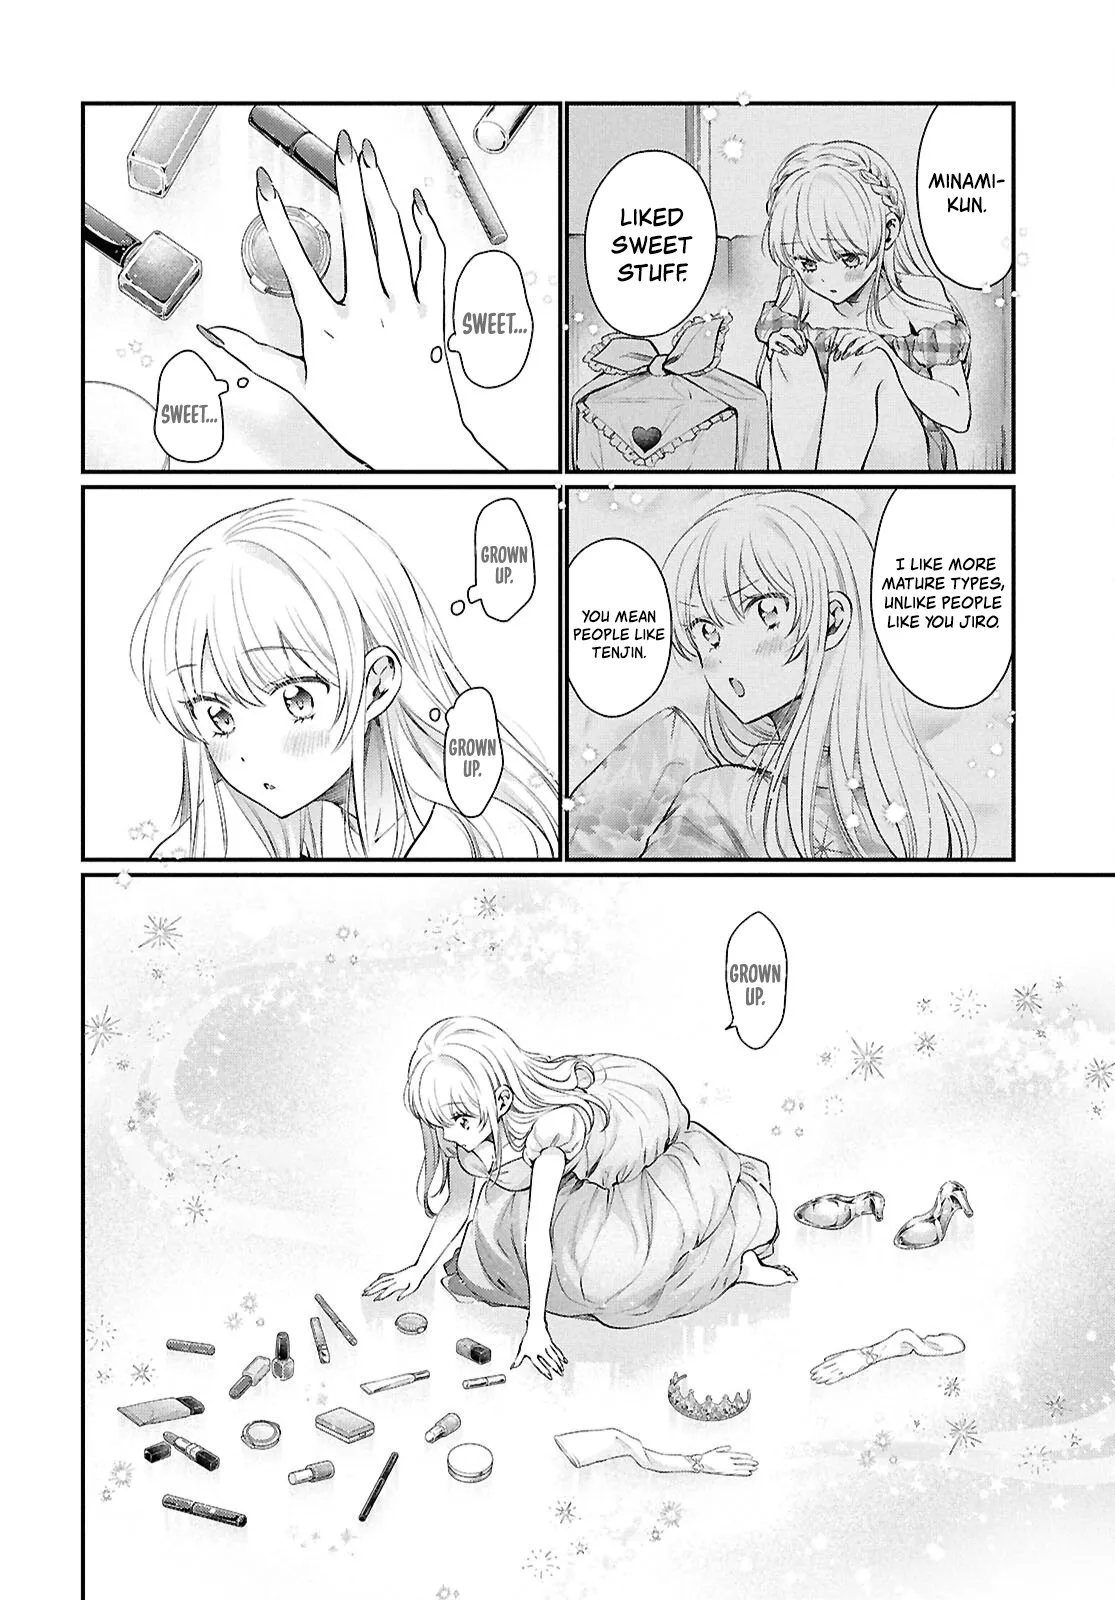 MINAMI-
KUN.
LIKED
SWEET
STUFF.
SWEET...
SWEET...
I LIKE MORE
MATURE TYPES,
UNLIKE PEOPLE
LIKE YOU JIRO.
YOU MEAN
PEOPLE LIKE
TENJIN.
GROWN
UP.
GROWN
UP.
GROWN
UP.